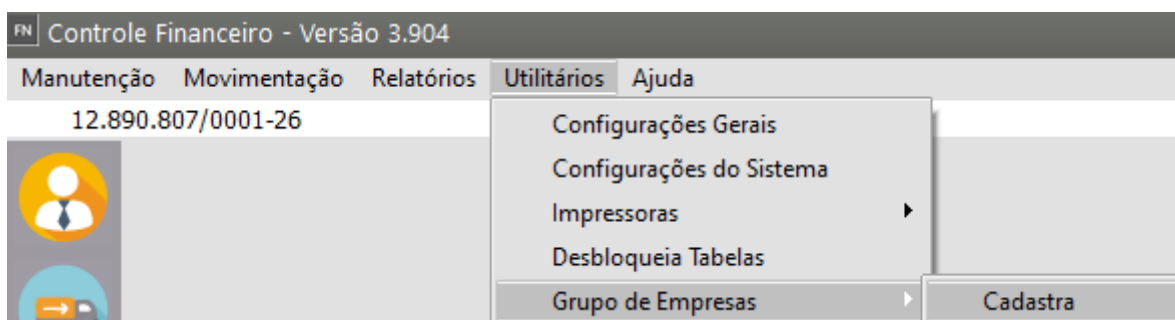 FN Controle Financeiro - Versão 3.904
Manutenção Movimentação Relatórios Utilitários Ajuda
12.890.807/0001-26
Configurações Gerais
Configurações do Sistema
Impressoras
Desbloqueia Tabelas
Grupo de Empresas
Cadastra